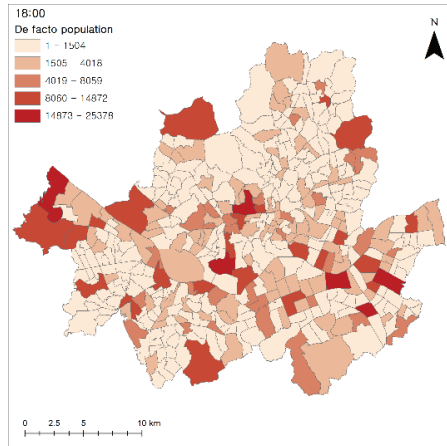 18:00
De facto population
1 - 1504
1505 4018
4019 - 8059
8060 - 14872
14873 - 25378
N
0 2.5 5 10 km